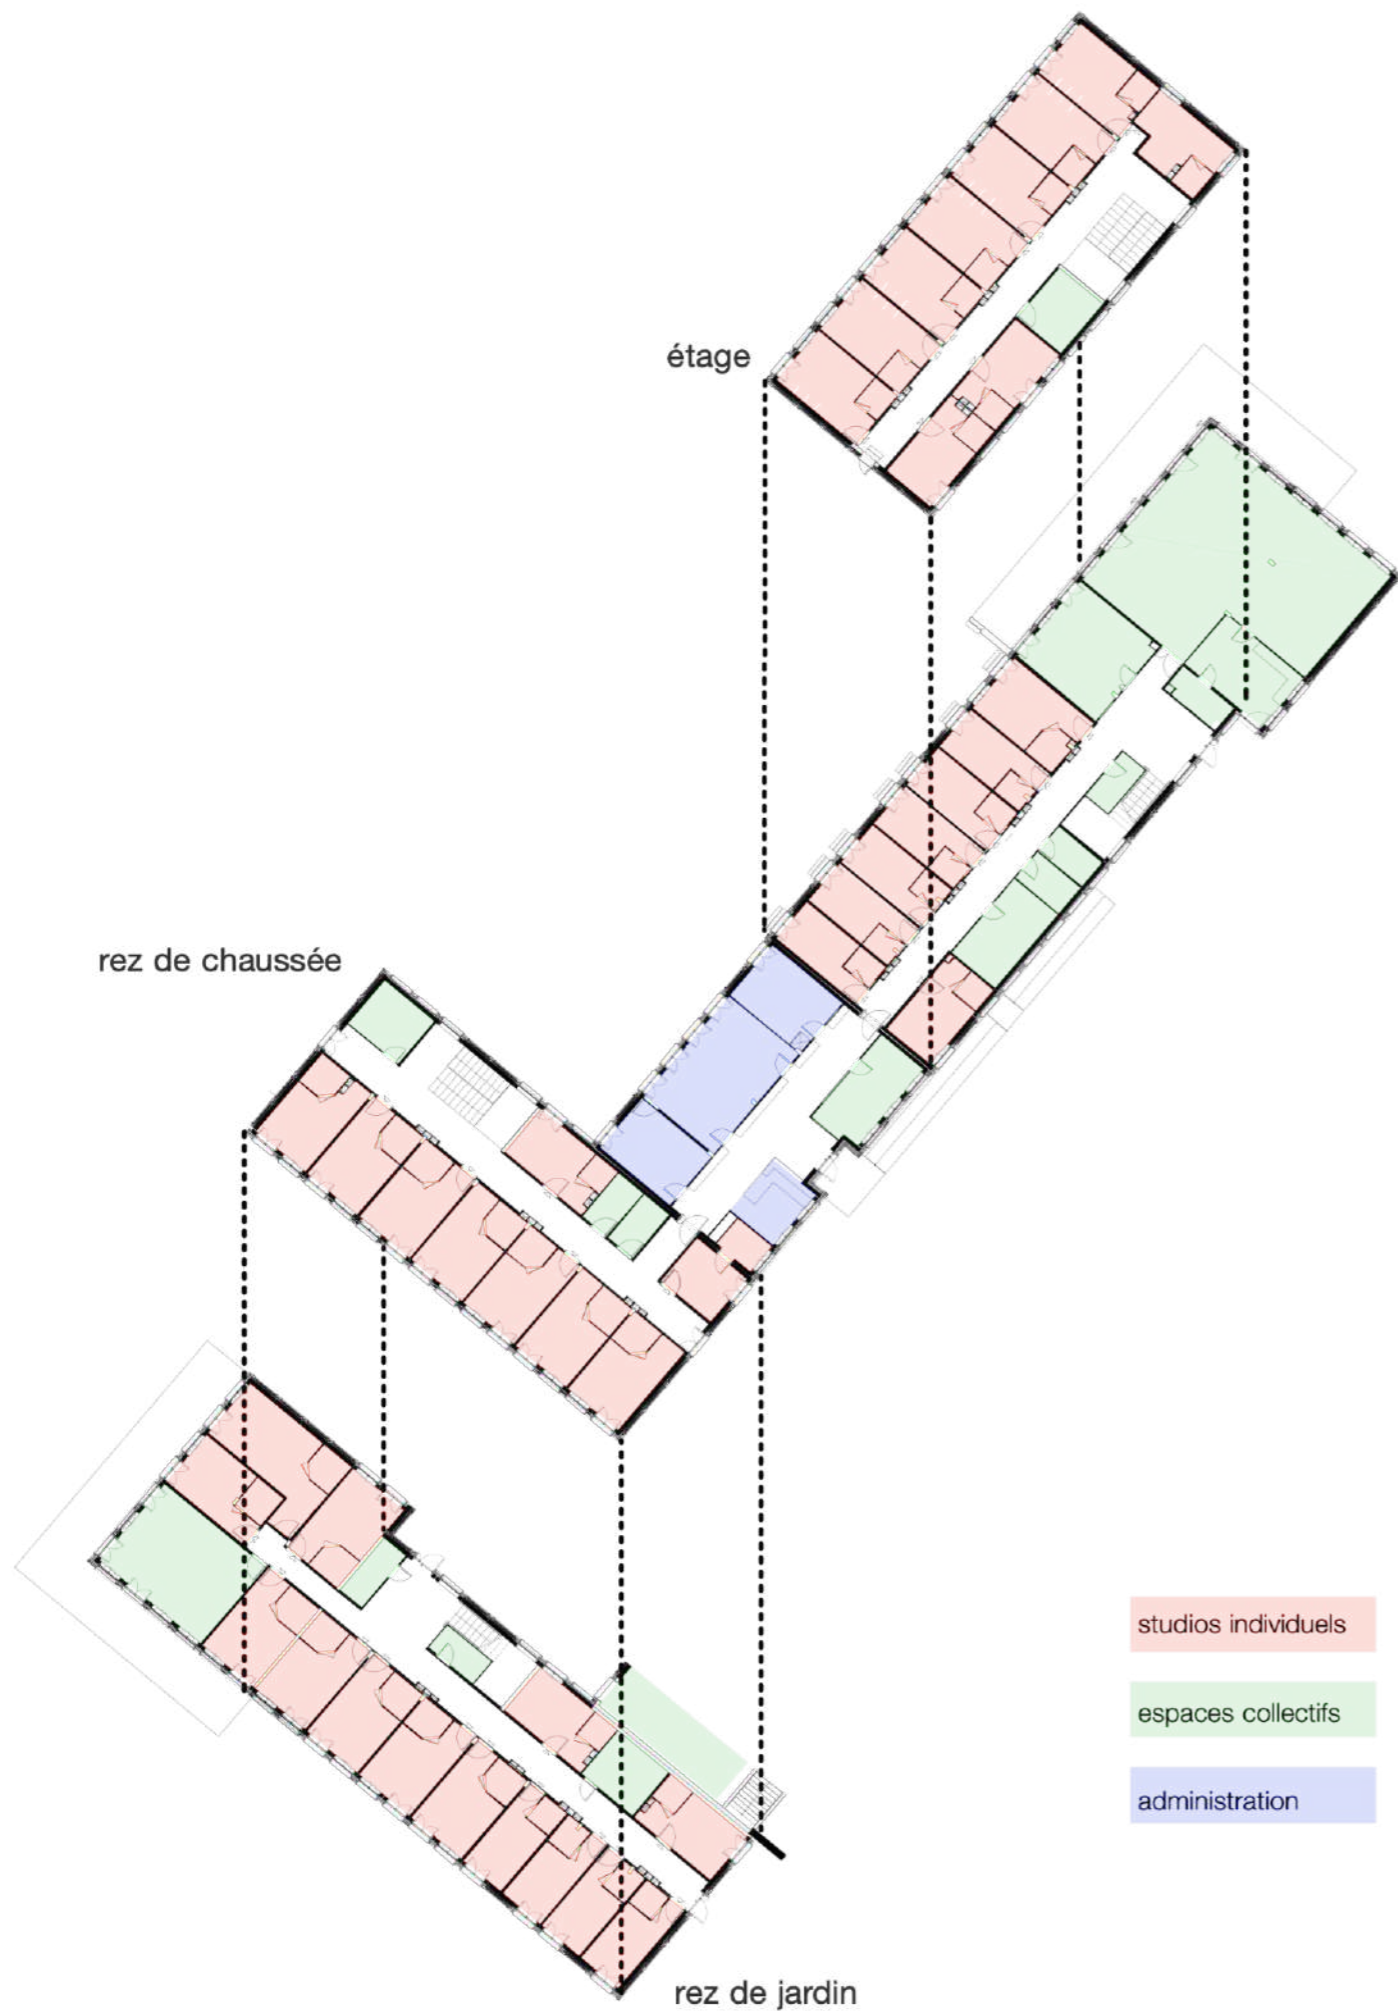 étage
rez de chaussée
studios individuels
espaces collectifs
administration
rez de jardin